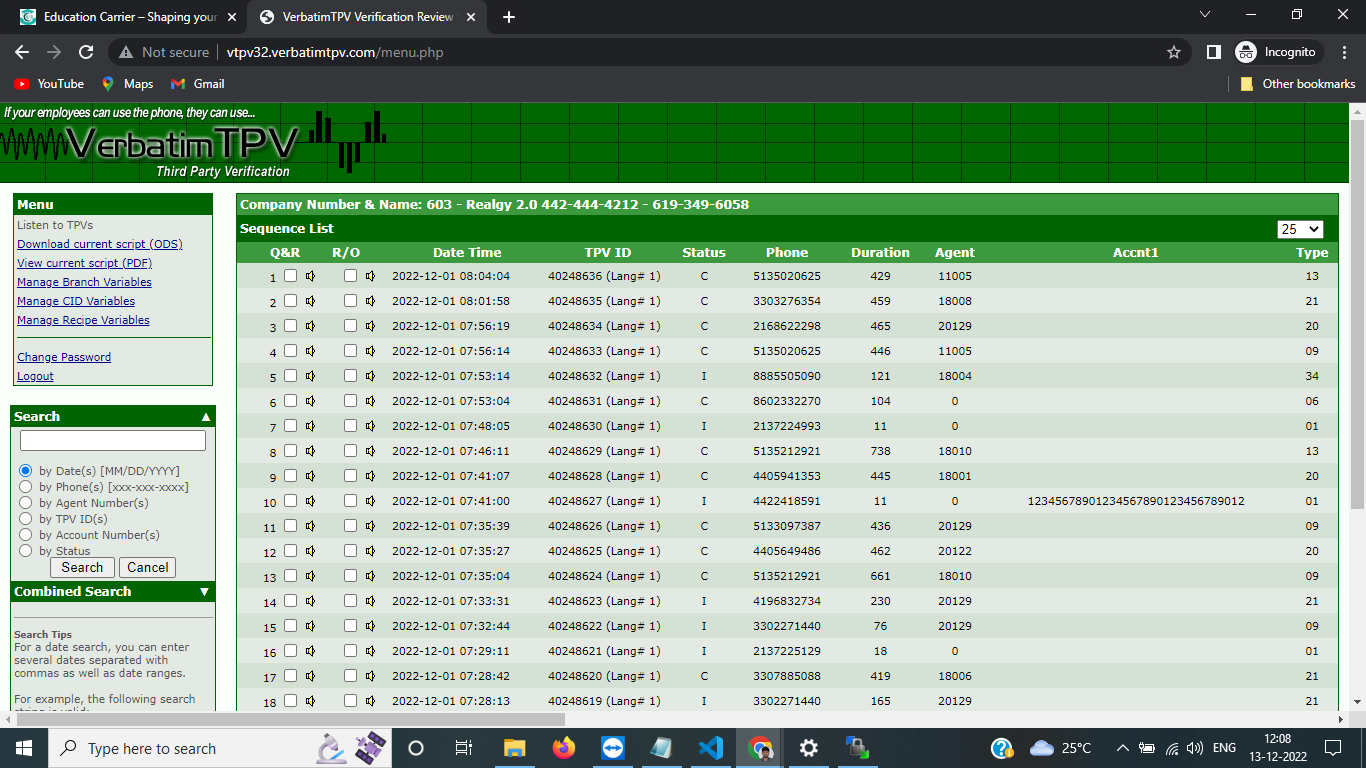 Education Carrier – Shaping your
VerbatimTPV Verification Review
Not secure
vtpv32.verbatimtpv.com/menu.php
Incognito
YouTube Maps Gmail Other bookmarks
If your employees can use the phone, they can use...
VerbatimTPV
Third Party Verification
Menu
Listen to TPVs
Download current script (ODS)
View current script (PDF)
Manage Branch Variables
Manage CID Variables
Manage Recipe Variables
Change Password
Logout
Search ▲
by Date(s) [MM/DD/YYYY]
by Phone(s) [xxx-xxx-xxxx]
by Agent Number(s)
by TPV ID(s)
by Account Number(s)
by Status
Search Cancel
Combined Search ▼
Search Tips
For a date search, you can enter
several dates separated with
commas as well as date ranges.
For example, the following search
Company Number & Name: 603 - Realgy 2.0 442-444-4212 - 619-349-6058
Sequence List 25
Q&R R/O Date Time TPV ID Status Phone Duration Agent Accnt1 Type
1 2022-12-01 08:04:04 40248636 (Lang# 1) C 5135020625 429 11005 13
2 2022-12-01 08:01:58 40248635 (Lang# 1) C 3303276354 459 18008 21
3 2022-12-01 07:56:19 40248634 (Lang# 1) C 2168622298 465 20129 20
4 2022-12-01 07:56:14 40248633 (Lang# 1) C 5135020625 446 11005 09
5 2022-12-01 07:53:14 40248632 (Lang# 1) I 8885505090 121 18004 34
6 2022-12-01 07:53:04 40248631 (Lang# 1) C 8602332270 104 0 06
7 2022-12-01 07:48:05 40248630 (Lang# 1) I 2137224993 11 0 01
8 2022-12-01 07:46:11 40248629 (Lang# 1) C 5135212921 738 18010 13
9 2022-12-01 07:41:07 40248628 (Lang# 1) C 4405941353 445 18001 20
10 2022-12-01 07:41:00 40248627 (Lang# 1) I 4422418591 11 0 12345678901234567890123456789012 01
11 2022-12-01 07:35:39 40248626 (Lang# 1) C 5133097387 436 20129 09
12 2022-12-01 07:35:27 40248625 (Lang# 1) C 4405649486 462 20122 20
13 2022-12-01 07:35:04 40248624 (Lang# 1) C 5135212921 661 18010 09
14 2022-12-01 07:33:31 40248623 (Lang# 1) I 4196832734 230 20129 21
15 2022-12-01 07:32:44 40248622 (Lang# 1) I 3302271440 76 20129 09
16 2022-12-01 07:29:11 40248621 (Lang# 1) I 2137225129 18 0 01
17 2022-12-01 07:28:42 40248620 (Lang# 1) C 3307885088 419 18006 21
18 2022-12-01 07:28:13 40248619 (Lang# 1) I 3302271440 165 20129 21
Type here to search
25°C
ENG
12:08
13-12-2022